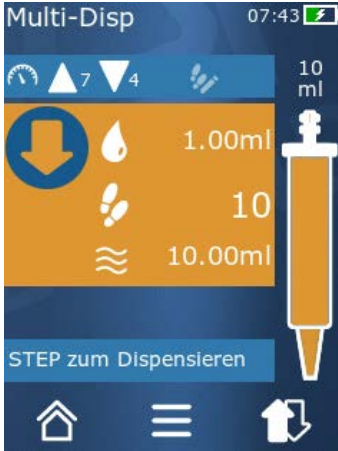 Multi-Disp 07:43
7 4
10
ml
1.00ml
10
10.00ml
STEP zum Dispensieren